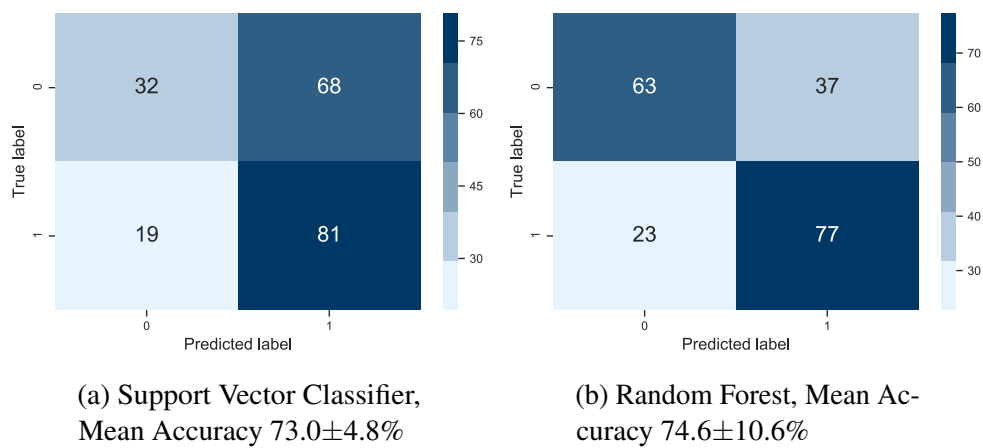 32 68
19 81
0
1
True label
0 1
Predicted label
75
60
45
30
63 37
23 77
0
1
True label
0 1
Predicted label
70
60
50
40
30
(a) Support Vector Classifier,
Mean Accuracy 73.0±4.8%
(b) Random Forest, Mean Ac-
curacy 74.6±10.6%